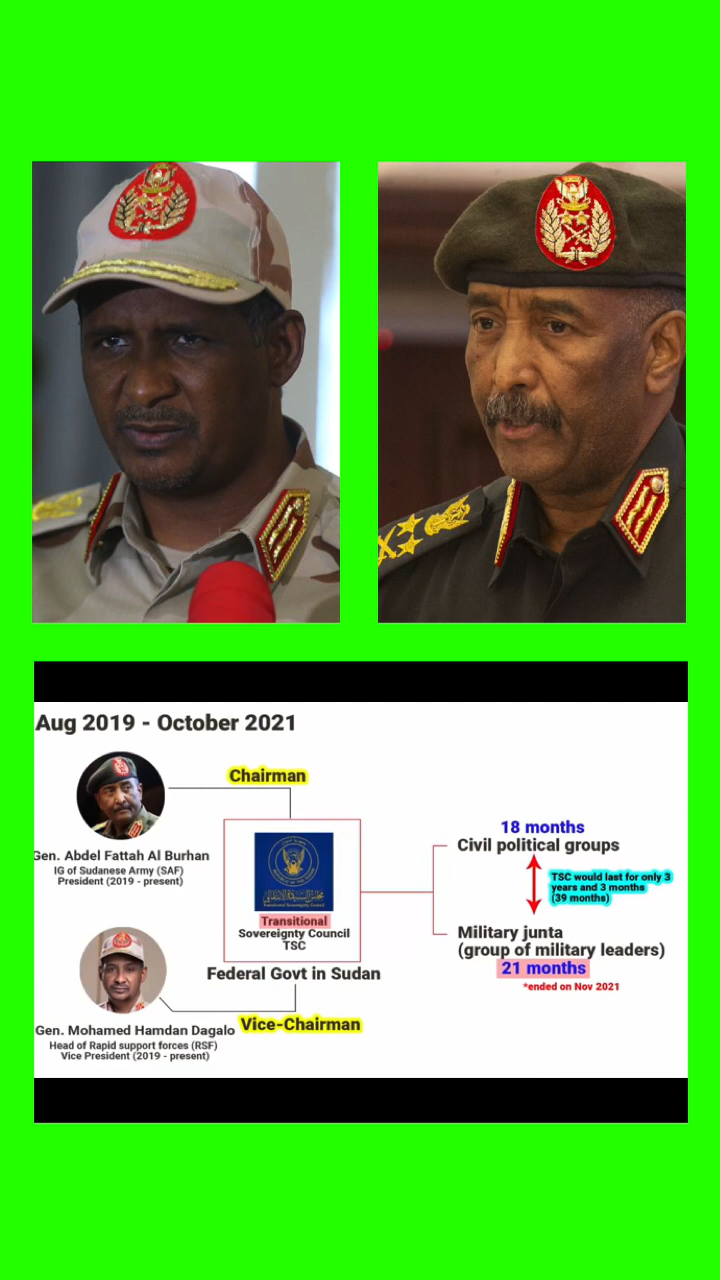 Aug 2019 - October 2021
Chairman
Gen. Abdel Fattah Al Burhan
IG of Sudanese Army (SAF)
President (2019 - present)
Transitional
Sovereignty Council
TSC
Federal Govt in Sudan
Gen. Mohamed Hamdan Dagalo
Vice-Chairman
Head of Rapid support forces (RSF)
Vice President (2019 - present)
18 months
Civil political groups
TSC would last for only 3
years and 3 months
(39 months)
Military junta
(group of military leaders)
21 months
*ended on Nov 2021